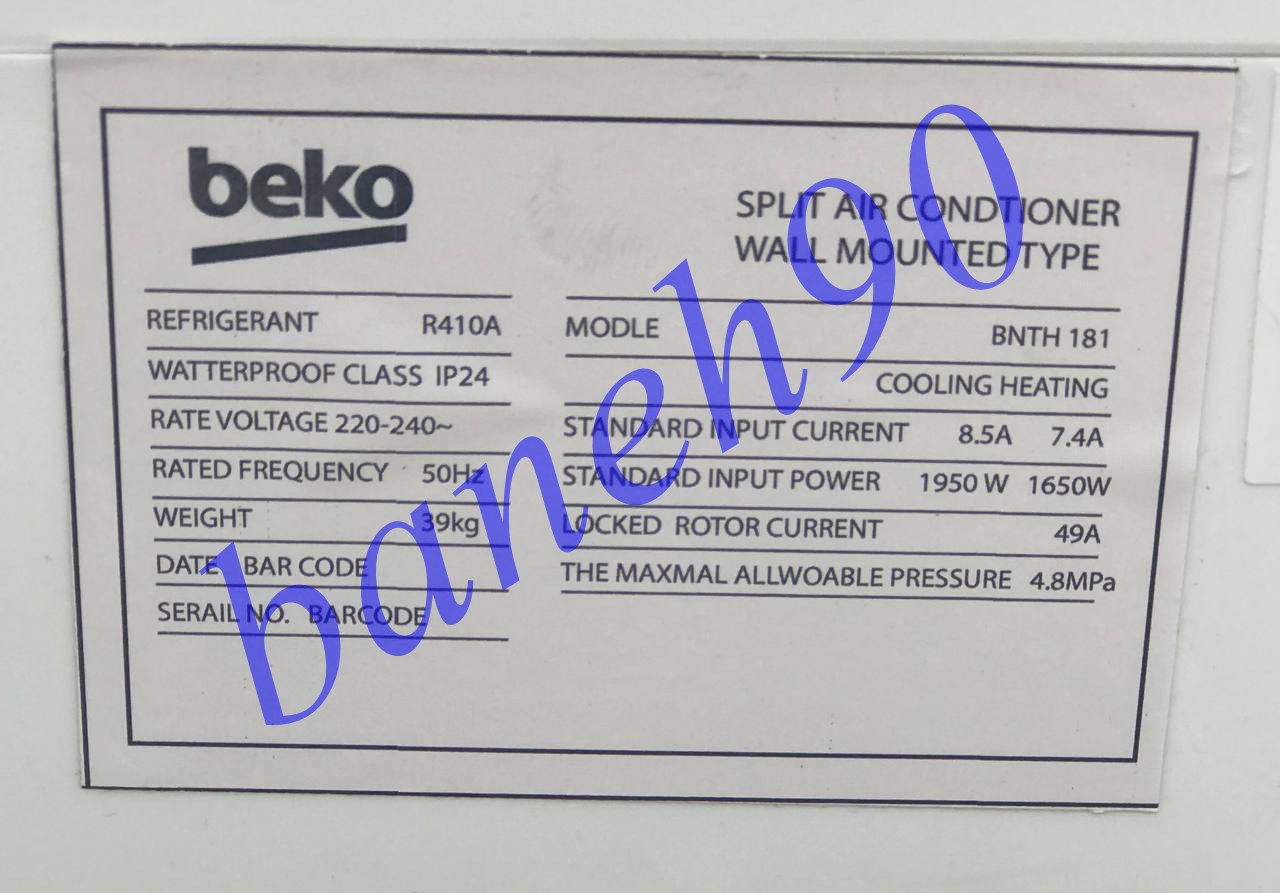 beko
SPLIT AIR CONDTIONER
WALL MOUNTED TYPE
REFRIGERANT R410A
WATTERPROOF CLASS IP24
RATE VOLTAGE 220-240~
RATED FREQUENCY 50Hz
WEIGHT 39kg
DATE BAR CODE
SERAIL NO. BARCODE
MODLE BNTH 181
COOLING HEATING
STANDARD INPUT CURRENT 8.5A 7.4A
STANDARD INPUT POWER 1950 W 1650W
LOCKED ROTOR CURRENT 49A
THE MAXMAL ALLWOABLE PRESSURE 4.8MPa
baneh90